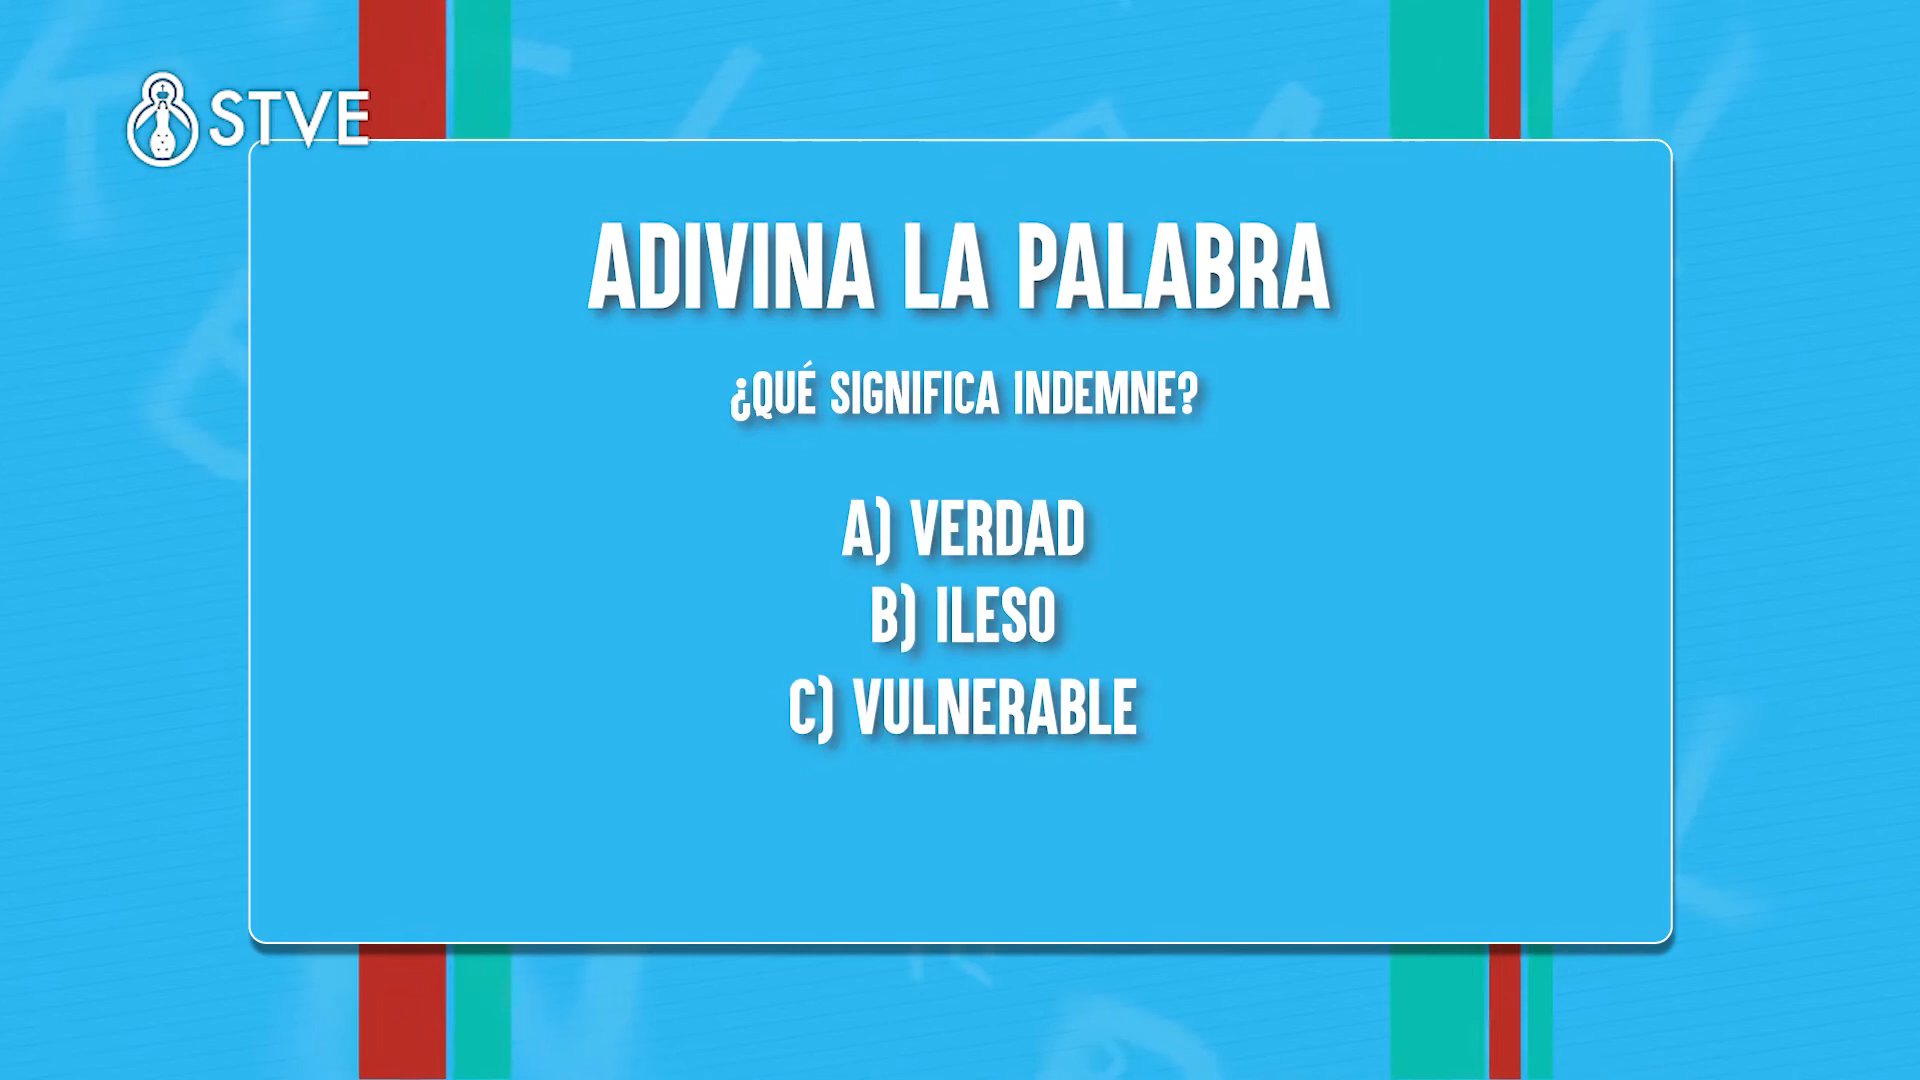 STVE
ADIVINA LA PALABRA
¿QUÉ SIGNIFICA INDEMNE?
A) VERDAD
B) ILESO
C) VULNERABLE